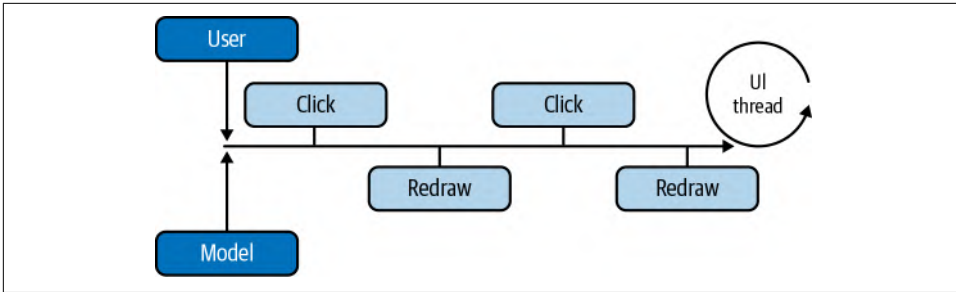 User
Click
Click
UI
thread
Redraw
Redraw
Model